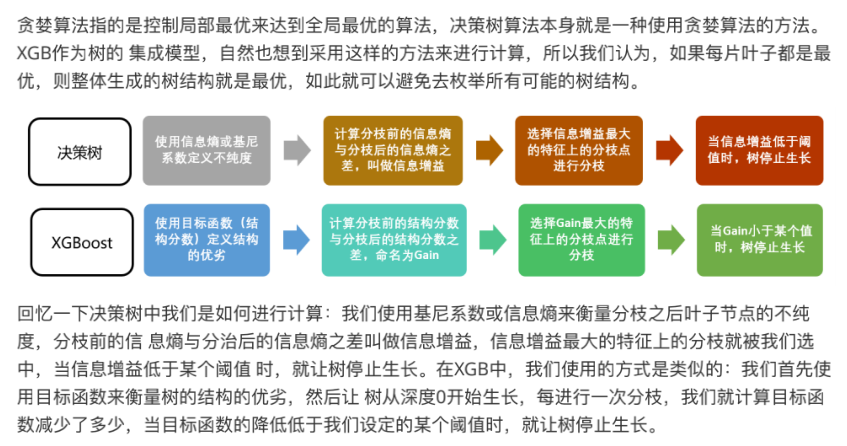 贪婪算法指的是控制局部最优来达到全局最优的算法，决策树算法本身就是一种使用贪婪算法的方法。
XGB作为树的 集成模型，自然也想到采用这样的方法来进行计算，所以我们认为，如果每片叶子都是最
优，则整体生成的树结构就是最优，如此就可以避免去枚举所有可能的树结构。
决策树
使用信息熵或基尼
系数定义不纯度
计算分枝前的信息熵
与分枝后的信息熵之
差，叫做信息增益
选择信息增益最大
的特征上的分枝点
进行分枝
当信息增益低于阈
值时，树停止生长
XGBoost
使用目标函数（结
构分数）定义结构
的优劣
计算分枝前的结构分数
与分枝后的结构分数之
差，命名为Gain
选择Gain最大的特
征上的分枝点进行
分枝
当Gain小于某个值
时，树停止生长
回忆一下决策树中我们是如何进行计算：我们使用基尼系数或信息熵来衡量分枝之后叶子节点的不纯
度，分枝前的信 息熵与分治后的信息熵之差叫做信息增益，信息增益最大的特征上的分枝就被我们选
中，当信息增益低于某个阈值 时，就让树停止生长。在XGB中，我们使用的方式是类似的：我们首先使
用目标函数来衡量树的结构的优劣，然后让 树从深度0开始生长，每进行一次分枝，我们就计算目标函
数减少了多少，当目标函数的降低低于我们设定的某个阈值时，就让树停止生长。